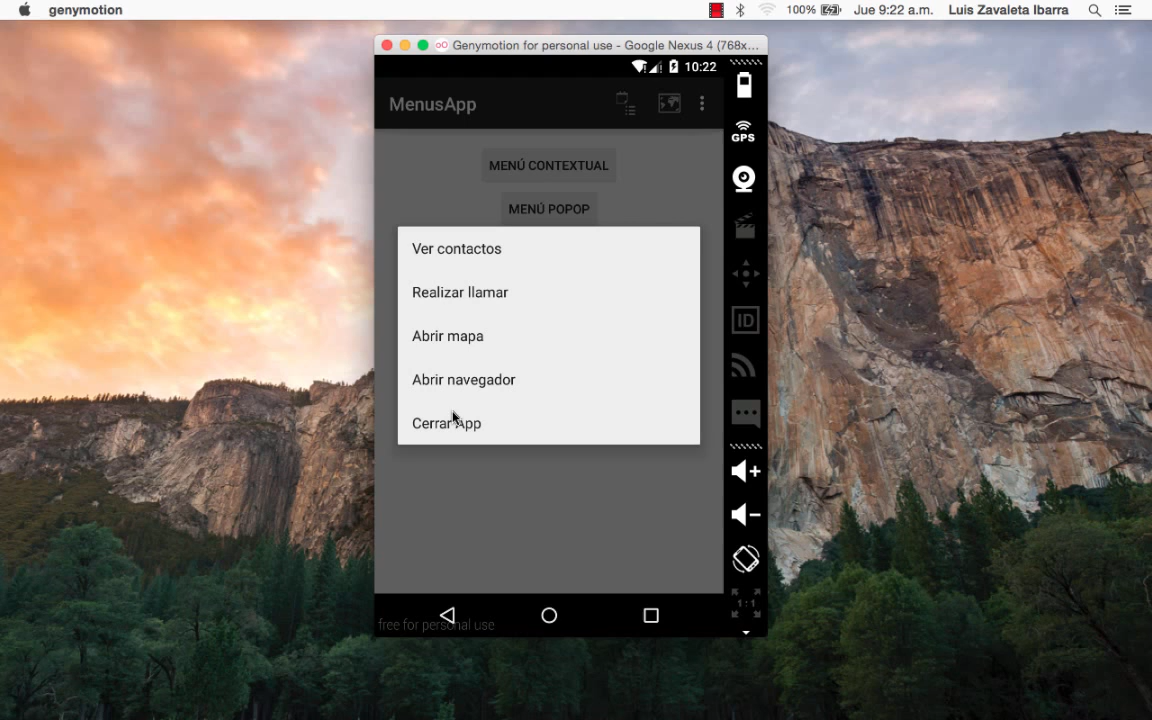 genymotion
100%
Jue 9:22 a.m.
Luis Zavaleta Ibarra
Genymotion for personal use - Google Nexus 4 (768x...
10:22
MenusApp
GPS
MENÚ CONTEXTUAL
MENÚ POPOP
Ver contactos
Realizar llamar
Abrir mapa
Abrir navegador
Cerrar App
ID
1:1
free for personal use